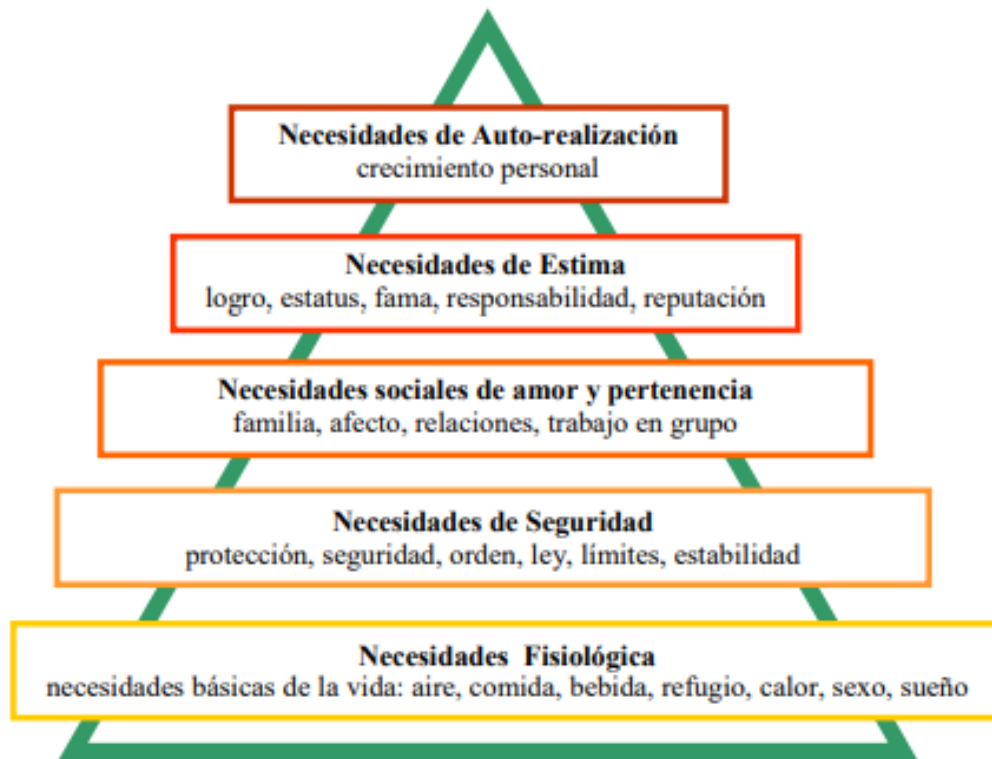 Necesidades de Auto-realización
crecimiento personal
Necesidades de Estima
logro, estatus, fama, responsabilidad, reputación
Necesidades sociales de amor y pertenencia
familia, afecto, relaciones, trabajo en grupo
Necesidades de Seguridad
protección, seguridad, orden, ley, límites, estabilidad
Necesidades Fisiológica
necesidades básicas de la vida: aire, comida, bebida, refugio, calor, sexo, sueño